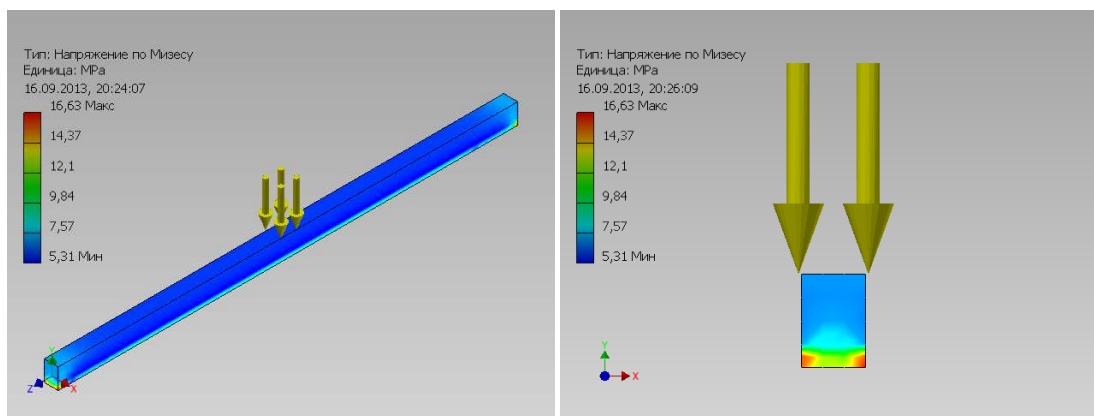 Тип: Напряжение по Мизесу
Единица: MPa
16.09.2013, 20:24:07
16,63 Макс
14,37
12,1
9,84
7,57
5,31 Мин
Y
Z
X
Тип: Напряжение по Мизесу
Единица: MPa
16.09.2013, 20:26:09
16,63 Макс
14,37
12,1
9,84
7,57
5,31 Мин
Y
X